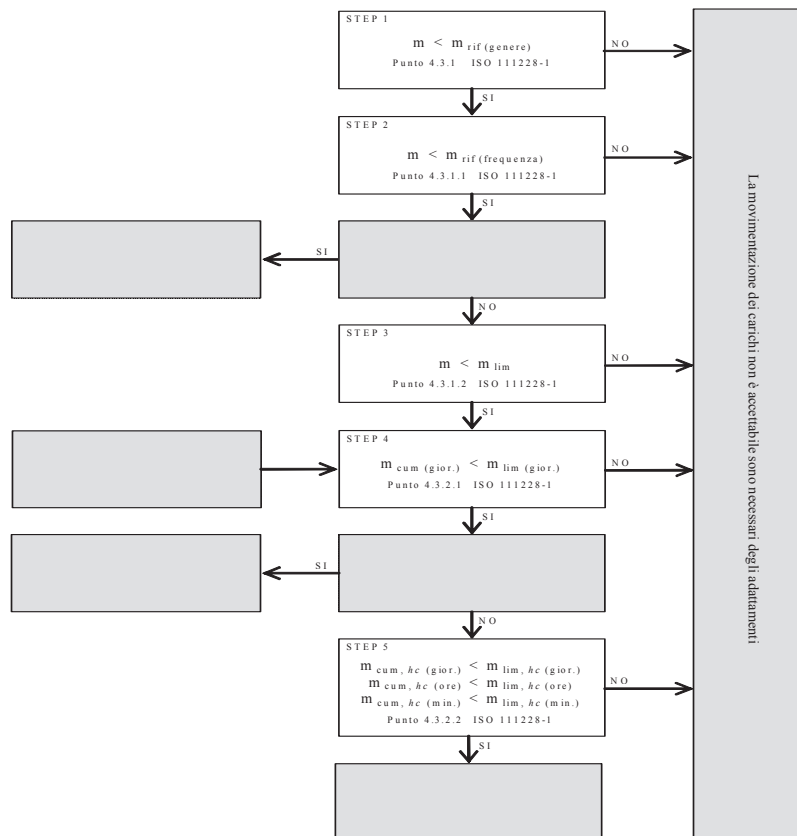 STEP 1
m < m rif (genere)
Punto 4.3.1 ISO 111228-1
NO
SI
STEP 2
m < m rif (frequenza)
Punto 4.3.1.1 ISO 111228-1
NO
SI
SI
NO
STEP 3
m < m lim
Punto 4.3.1.2 ISO 111228-1
NO
SI
STEP 4
m cum (gior.) < m lim (gior.)
Punto 4.3.2.1 ISO 111228-1
NO
SI
SI
NO
STEP 5
m cum, hc (gior.) < m lim, hc (gior.)
m cum, hc (ore) < m lim, hc (ore)
m cum, hc (min.) < m lim, hc (min.)
Punto 4.3.2.2 ISO 111228-1
NO
SI
La movimentazione dei carichi non è accettabile sono necessari degli adattamenti